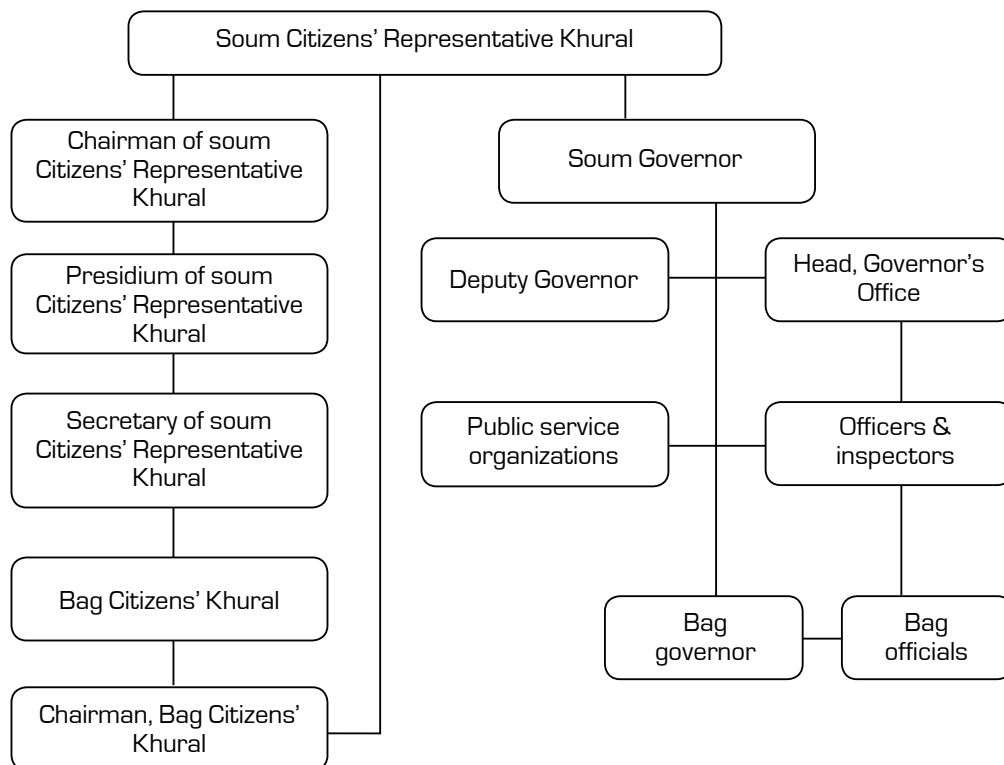 Soum Citizens’ Representative Khural
Chairman of soum
Citizens’ Representative
Khural
Soum Governor
Presidium of soum
Citizens’ Representative
Khural
Deputy Governor
Head, Governor’s
Office
Secretary of soum
Citizens’ Representative
Khural
Public service
organizations
Officers &
inspectors
Bag Citizens’ Khural
Bag
governor
Bag
officials
Chairman, Bag Citizens’
Khural